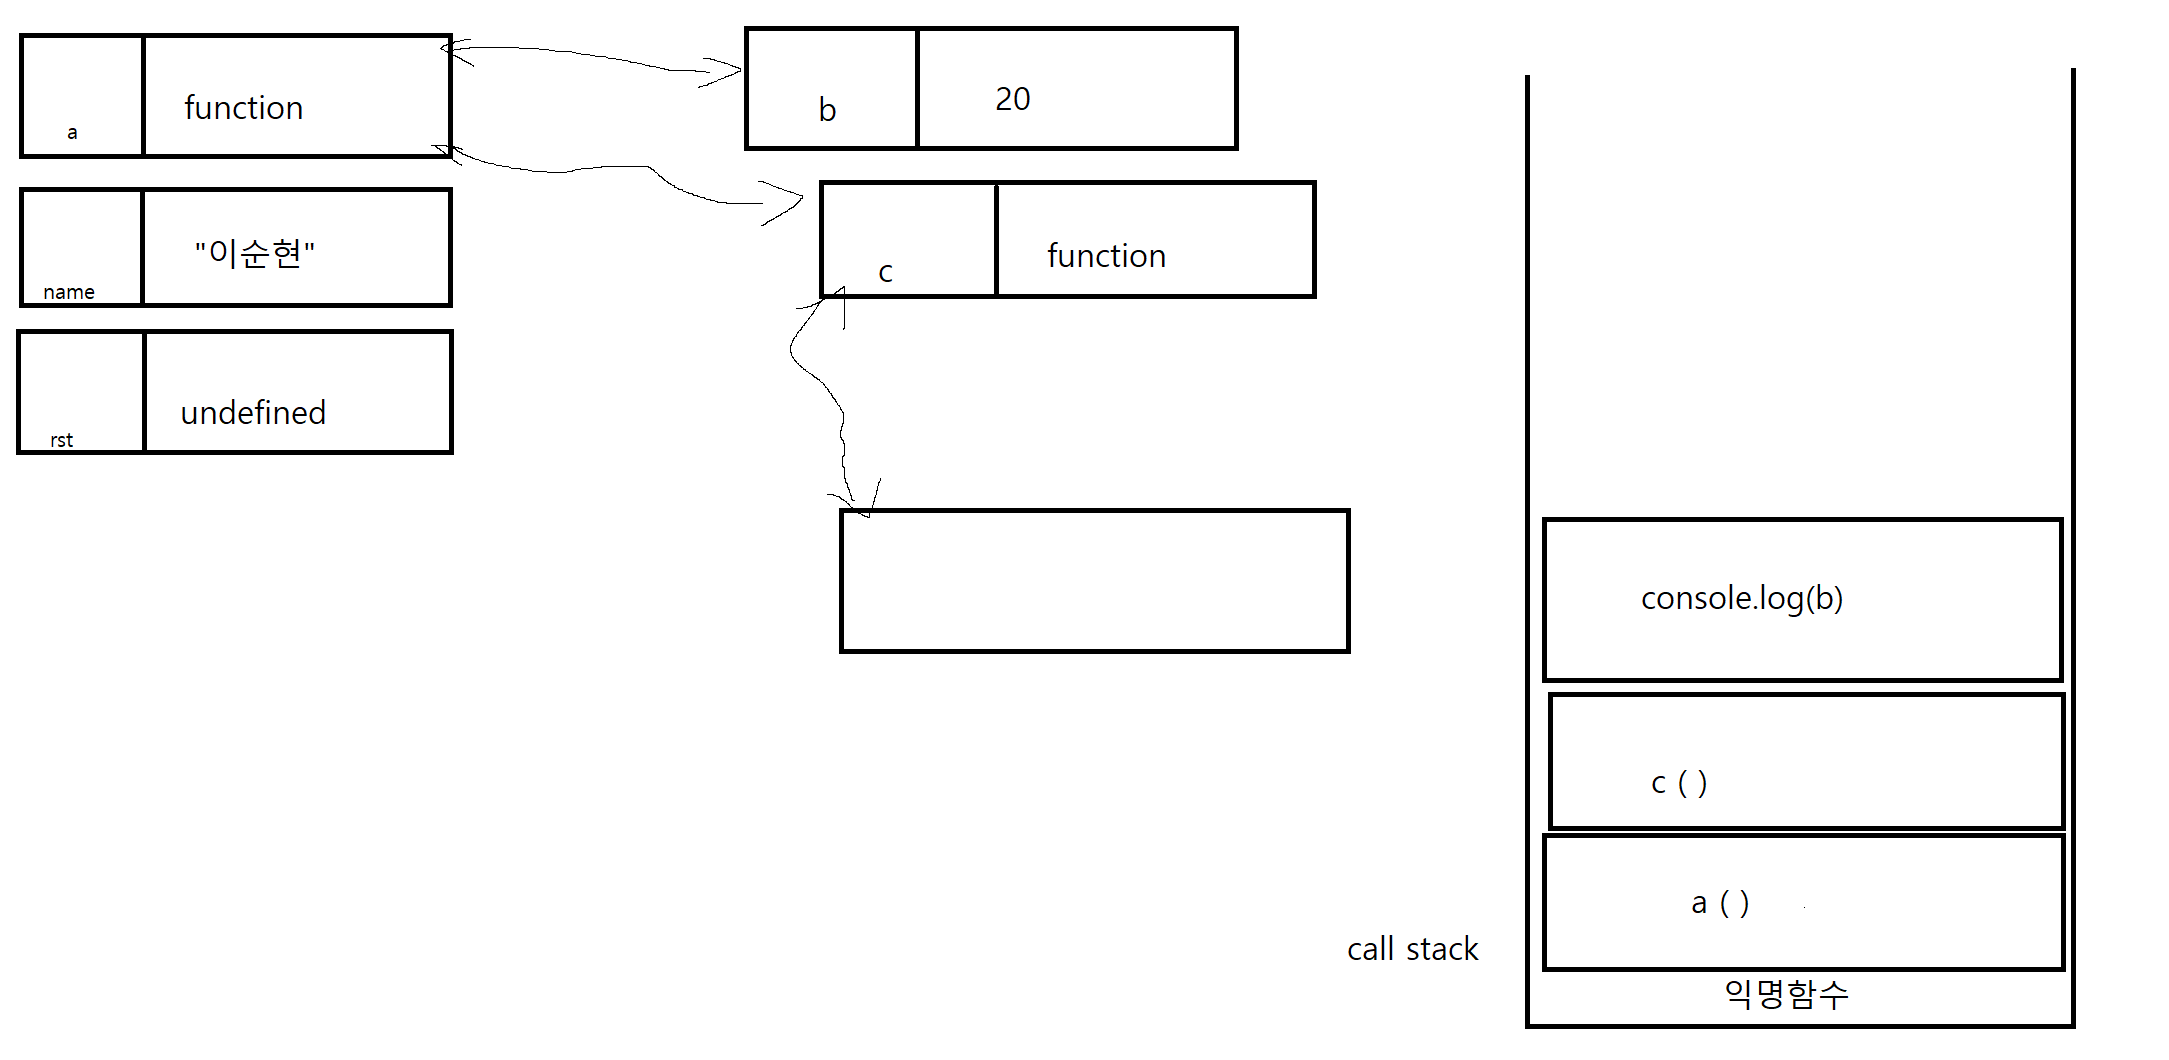 a
function
name
"이순현"
rst
undefined
b
20
c
function
console.log(b)
c ( )
a ( )
call stack
익명함수